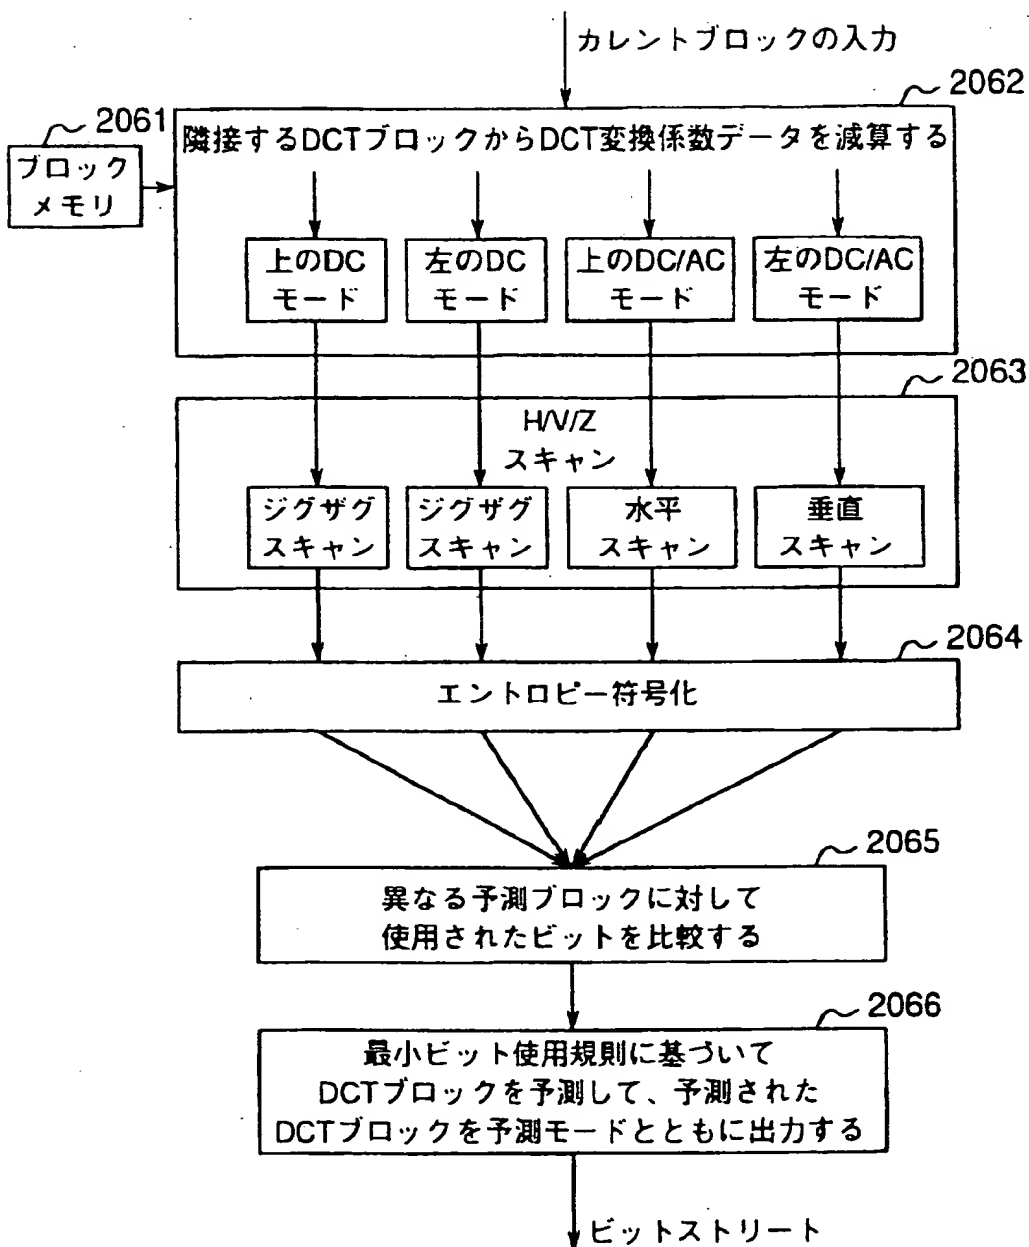 カレントブロックの入力
2062
2061
隣接するDCTブロックからDCT変換係数データを減算する
ブロック
メモリ
上のDC
モード
左のDC
モード
上のDC/AC
モード
左のDC/AC
モード
2063
H/V/Z
スキャン
ジグザグ
スキャン
ジグザグ
スキャン
水平
スキャン
垂直
スキャン
2064
エントロピー符号化
2065
異なる予測ブロックに対して
使用されたビットを比較する
2066
最小ビット使用規則に基づいて
DCTブロックを予測して、予測された
DCTブロックを予測モードとともに出力する
ビットストリート